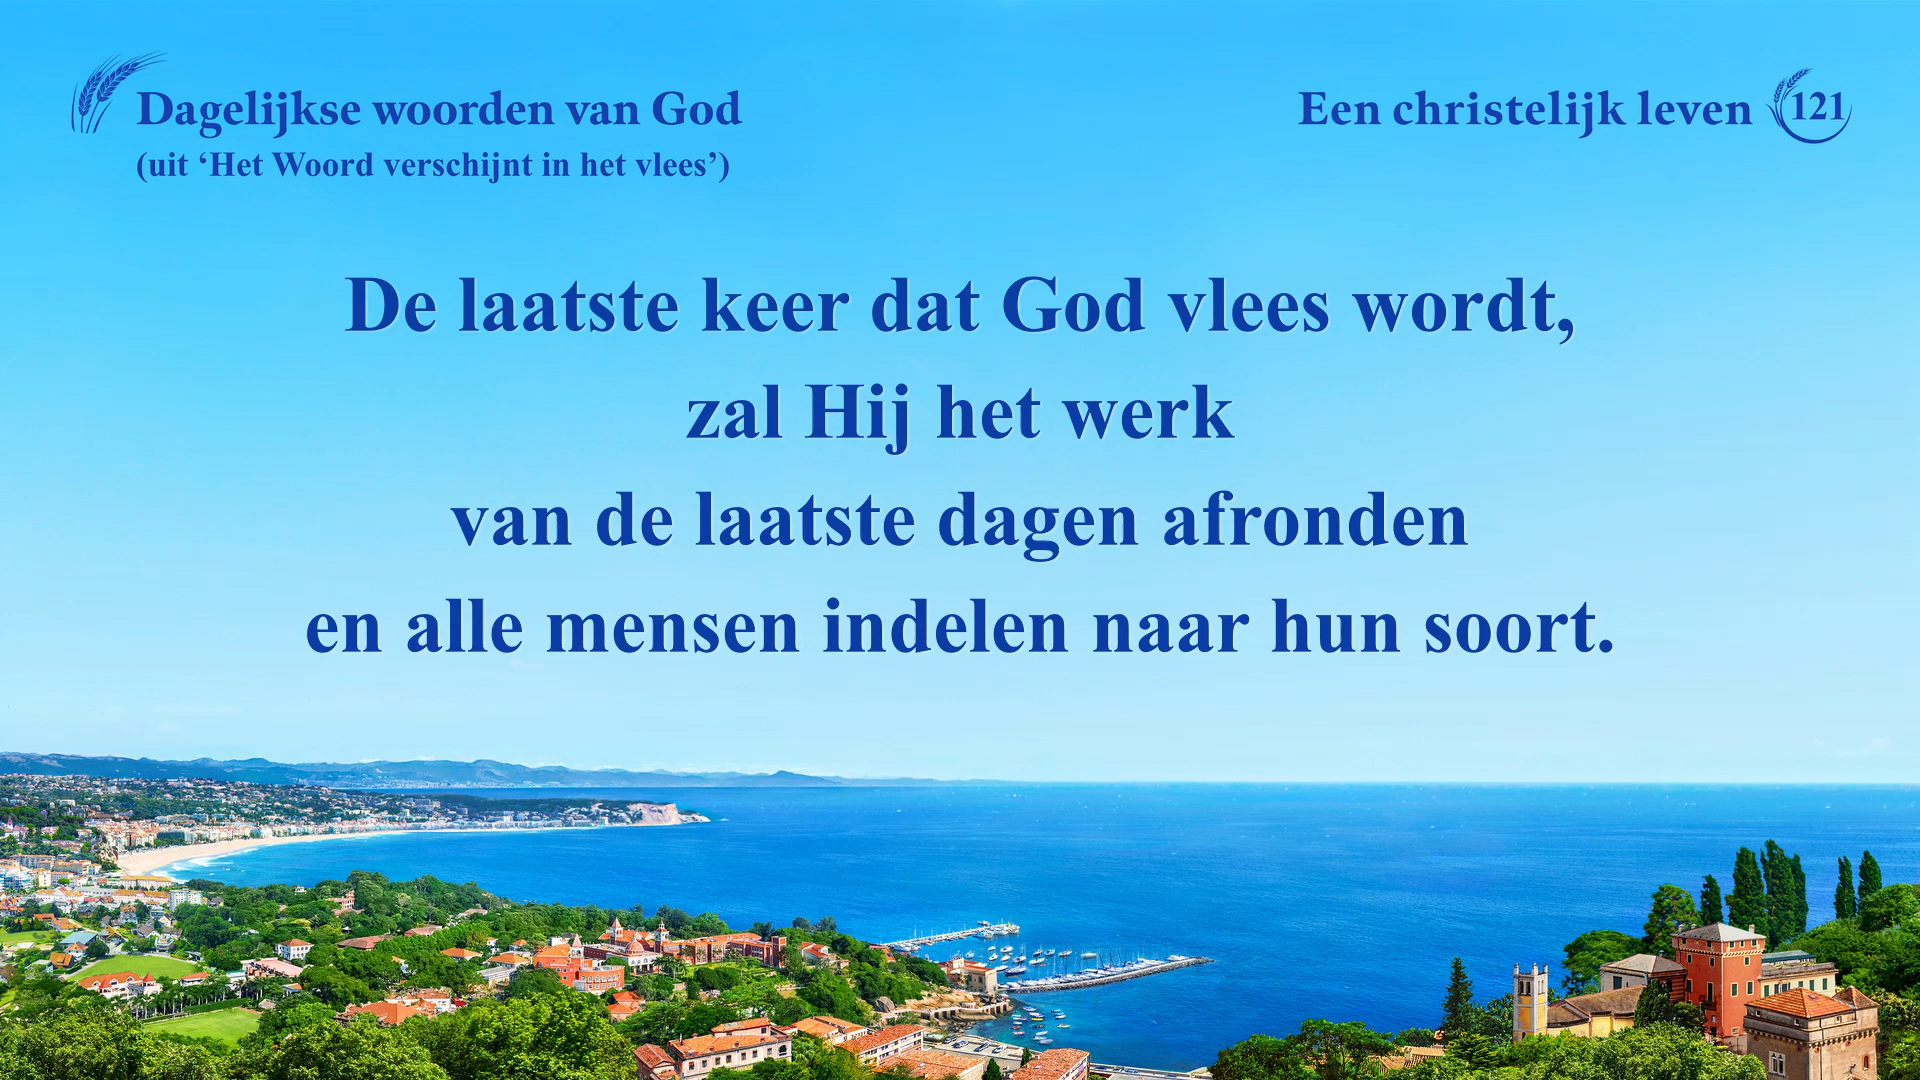 Dagelijkse woorden van God
(uit ‘Het Woord verschijnt in het vlees’)
Een christelijk leven 121
De laatste keer dat God vlees wordt,
zal Hij het werk
van de laatste dagen afronden
en alle mensen indelen naar hun soort.